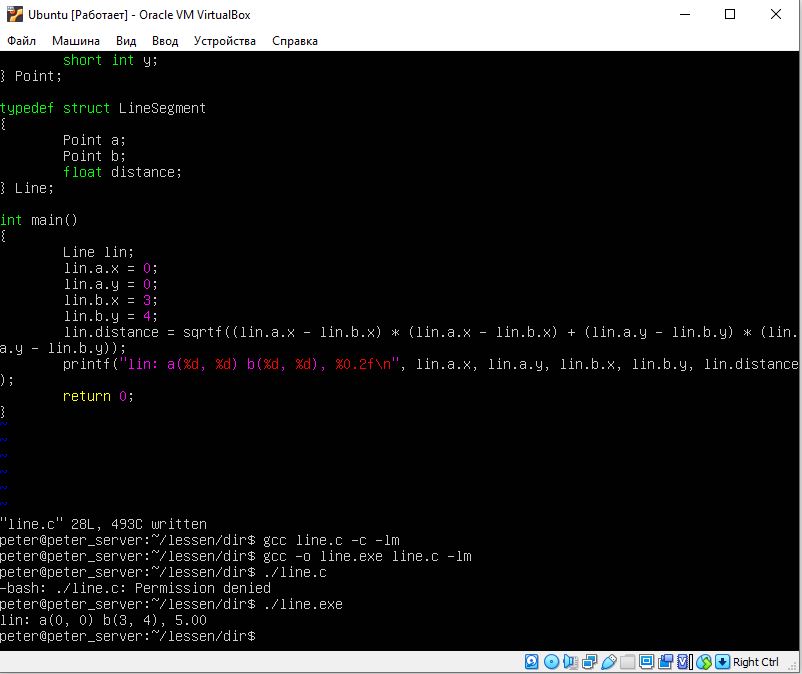 Ubuntu [Работает] - Oracle VM VirtualBox
Файл Машина Вид Ввод Устройства Справка
        short int y;
} Point;

typedef struct LineSegment
{
        Point a;
        Point b;
        float distance;
} Line;

int main()
{
        Line lin;
        lin.a.x = 0;
        lin.a.y = 0;
        lin.b.x = 3;
        lin.b.y = 4;
        lin.distance = sqrtf((lin.a.x - lin.b.x) * (lin.a.x - lin.b.x) + (lin.a.y - lin.b.y) * (lin.
a.y - lin.b.y));
        printf("lin: a(%d, %d) b(%d, %d), %0.2f\n", lin.a.x, lin.a.y, lin.b.x, lin.b.y, lin.distance
);
        return 0;
}
~
~
~
~
~
~
"line.c" 28L, 493C written
peter@peter_server:~/lessen/dir$ gcc line.c -c -lm
peter@peter_server:~/lessen/dir$ gcc -o line.exe line.c -lm
peter@peter_server:~/lessen/dir$ ./line.c
-bash: ./line.c: Permission denied
peter@peter_server:~/lessen/dir$ ./line.exe
lin: a(0, 0) b(3, 4), 5.00
peter@peter_server:~/lessen/dir$
Right Ctrl